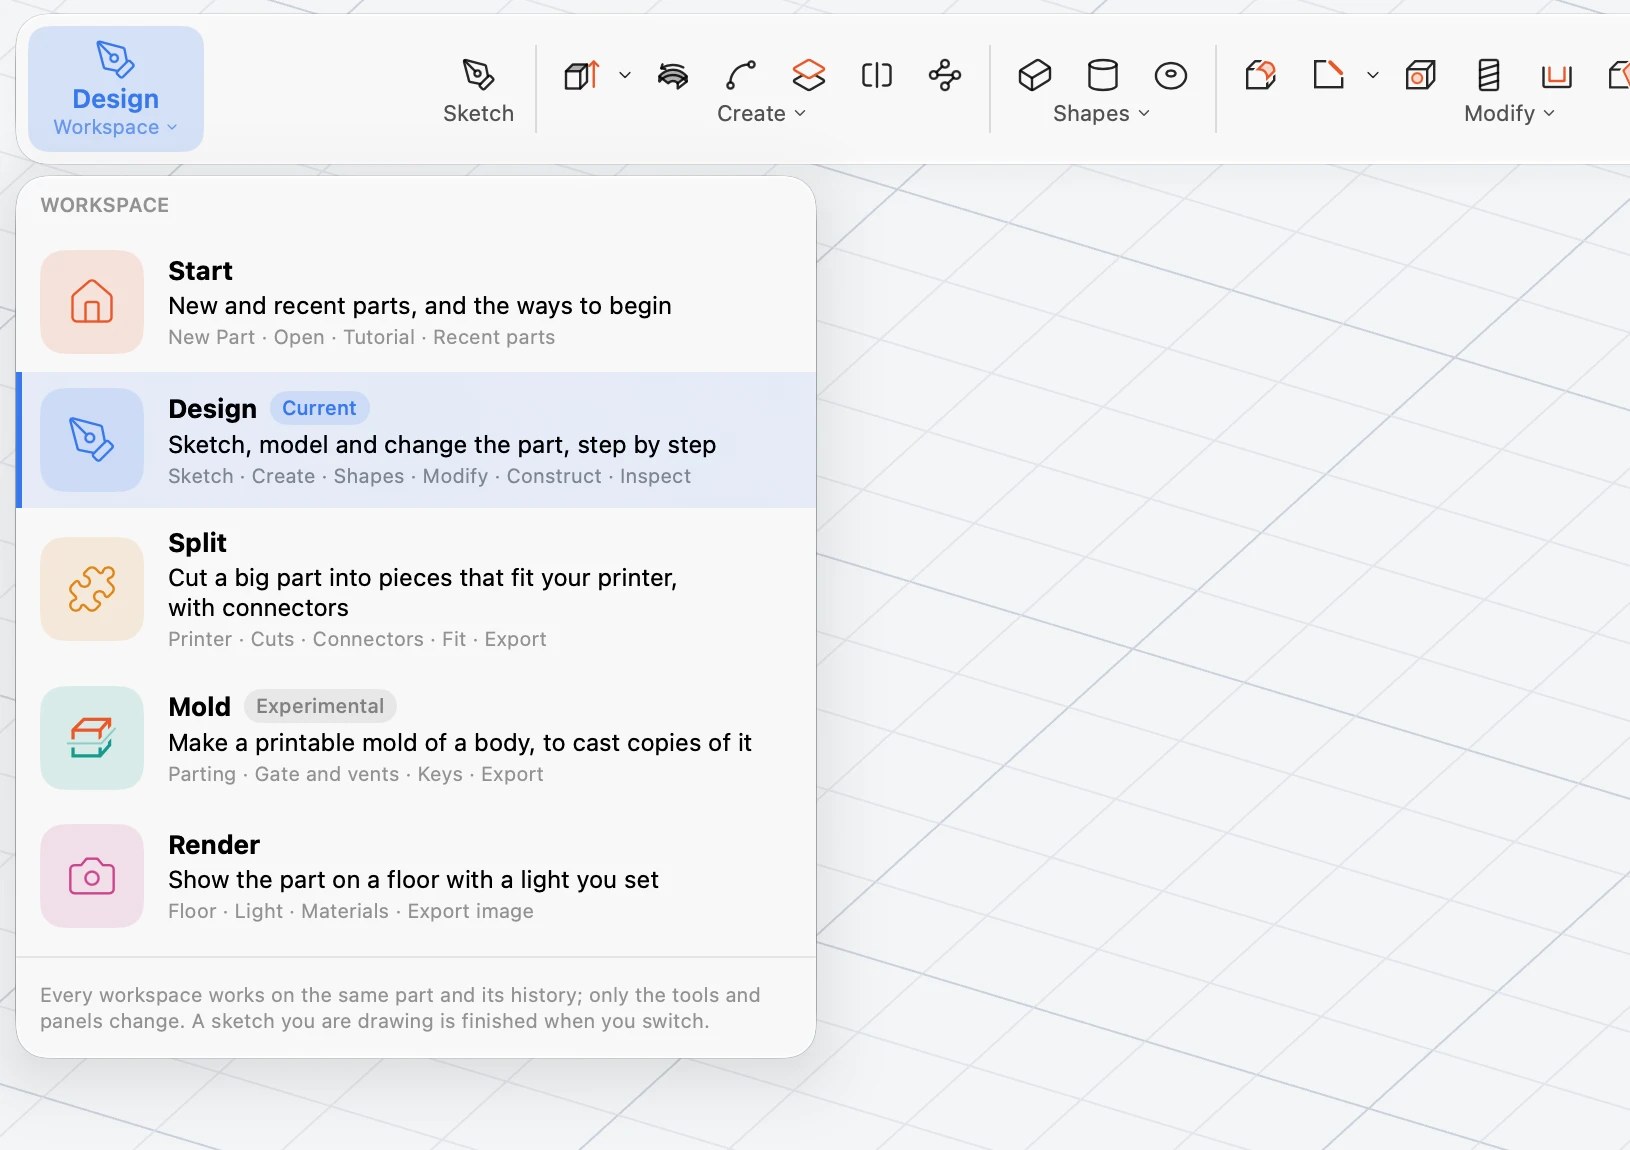 Design
Workspace
Sketch
Create
Shapes
Modify
WORKSPACE
Start
New and recent parts, and the ways to begin
New Part · Open · Tutorial · Recent parts
Design Current
Sketch, model and change the part, step by step
Sketch · Create · Shapes · Modify · Construct · Inspect
Split
Cut a big part into pieces that fit your printer,
with connectors
Printer · Cuts · Connectors · Fit · Export
Mold Experimental
Make a printable mold of a body, to cast copies of it
Parting · Gate and vents · Keys · Export
Render
Show the part on a floor with a light you set
Floor · Light · Materials · Export image
Every workspace works on the same part and its history; only the tools and
panels change. A sketch you are drawing is finished when you switch.